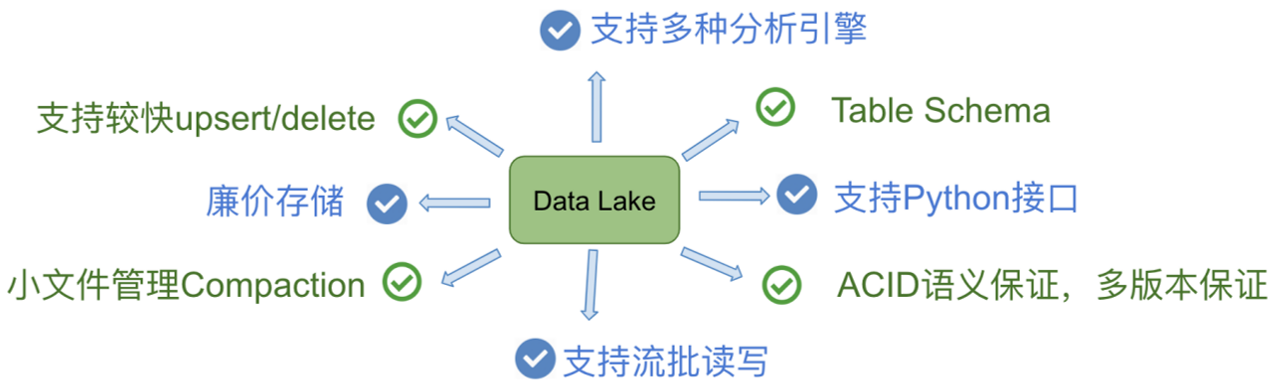 支持多种分析引擎
支持较快upsert/delete
Table Schema
廉价存储
Data Lake
支持Python接口
小文件管理Compaction
ACID语义保证，多版本保证
支持流批读写